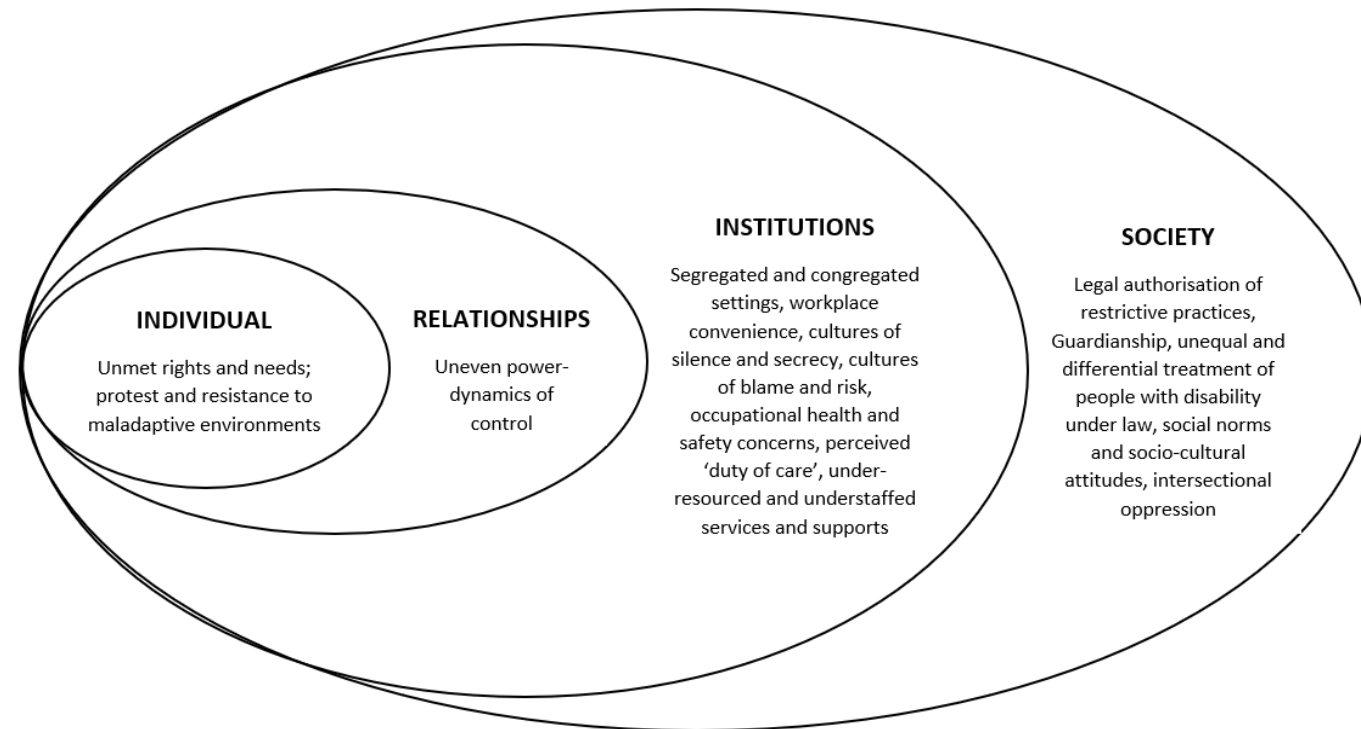 INDIVIDUAL
Unmet rights and needs;
protest and resistance to
maladaptive environments
RELATIONSHIPS
Uneven power-
dynamics of
control
INSTITUTIONS
Segregated and congregated
settings, workplace
convenience, cultures of
silence and secrecy, cultures
of blame and risk,
occupational health and
safety concerns, perceived
‘duty of care’, under-
resourced and understaffed
services and supports
SOCIETY
Legal authorisation of
restrictive practices,
Guardianship, unequal and
differential treatment of
people with disability
under law, social norms
and socio-cultural
attitudes, intersectional
oppression